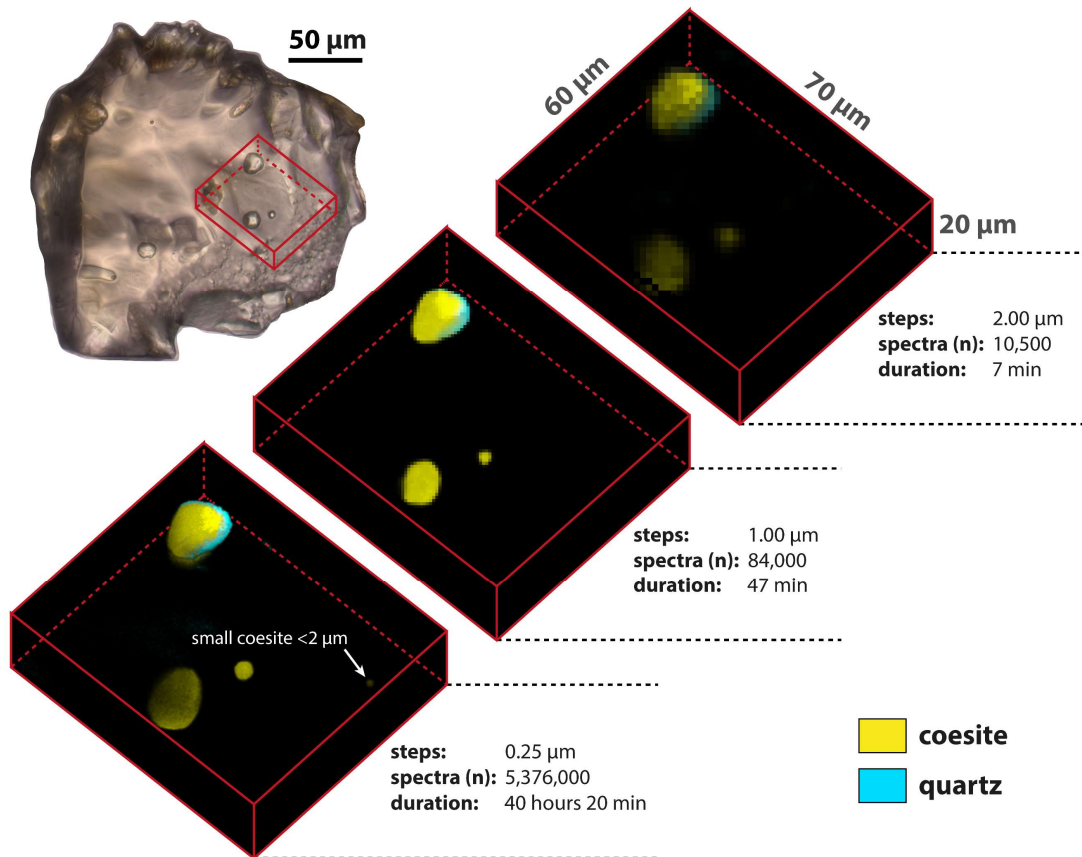 50 µm
60 µm
70 µm
20 µm
steps: 2.00 µm
spectra (n): 10,500
duration: 7 min
steps: 1.00 µm
spectra (n): 84,000
duration: 47 min
small coesite <2 µm
steps: 0.25 µm
spectra (n): 5,376,000
duration: 40 hours 20 min
coesite
quartz